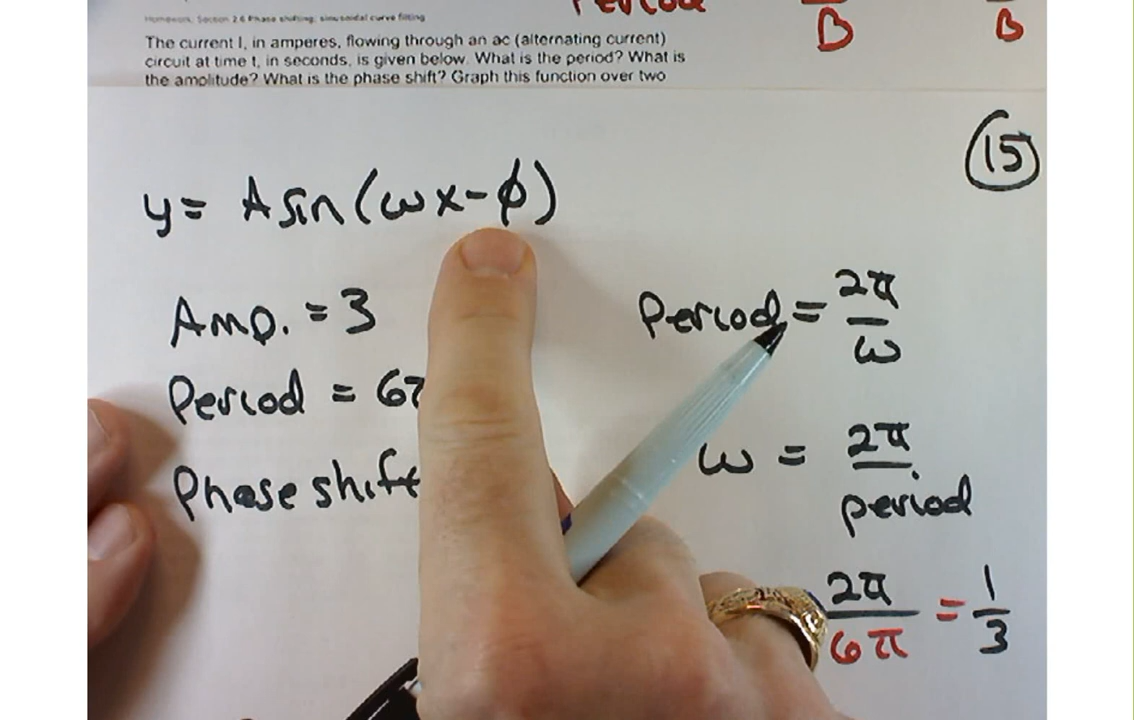 Period
B
B
Homework: Section 2.6 Phase shifting; sinusoidal curve fitting
The current I, in amperes, flowing through an ac (alternating current)
circuit at time t, in seconds, is given below. What is the period? What is
the amplitude? What is the phase shift? Graph this function over two
15
y = A sin(ωx-φ)
Amp. = 3
Period = 2π/ω
Period = 6π
ω = 2π/period
Phase shift
2π/6π = 1/3